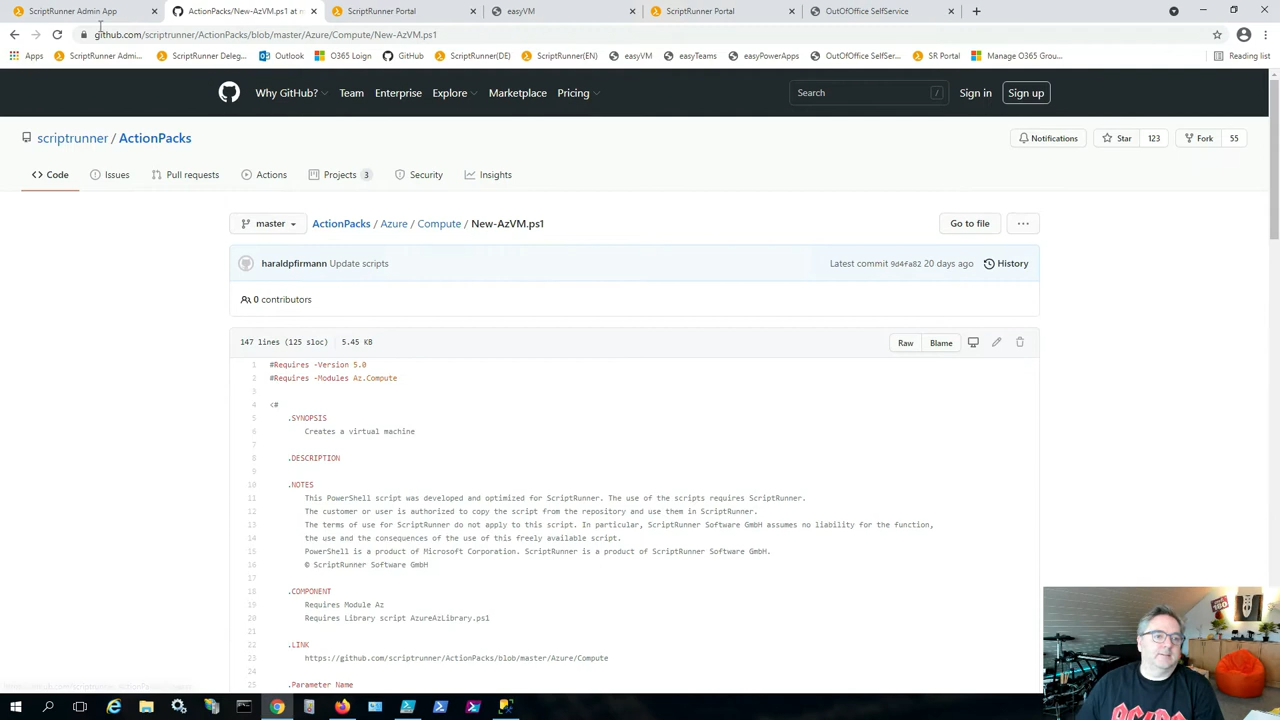 ScriptRunner Admin App
ActionPacks/New-AzVM.ps1 at m
ScriptRunner Portal
easyVM
ScriptRunner Portal
OutOfOffice SelfService
github.com/scriptrunner/ActionPacks/blob/master/Azure/Compute/New-AzVM.ps1
Apps
ScriptRunner Admi...
ScriptRunner Deleg...
Outlook
O365 Loign
GitHub
ScriptRunner(DE)
ScriptRunner(EN)
easyVM
easyTeams
easyPowerApps
OutOfOffice SelfSer...
SR Portal
Manage O365 Grou...
Reading list
Why GitHub?
Team
Enterprise
Explore
Marketplace
Pricing
Search
/
Sign in
Sign up
scriptrunner / ActionPacks
Notifications
Star 123
Fork 55
Code
Issues
Pull requests
Actions
Projects 3
Security
Insights
master
ActionPacks / Azure / Compute / New-AzVM.ps1
Go to file
haraldpfirmann Update scripts
Latest commit 9d4fa82 20 days ago
History
0 contributors
147 lines (125 sloc) 5.45 KB
Raw
Blame
1 #Requires -Version 5.0
2 #Requires -Modules Az.Compute
3
4 <#
5 .SYNOPSIS
6 Creates a virtual machine
7
8 .DESCRIPTION
9
10 .NOTES
11 This PowerShell script was developed and optimized for ScriptRunner. The use of the scripts requires ScriptRunner.
12 The customer or user is authorized to copy the script from the repository and use them in ScriptRunner.
13 The terms of use for ScriptRunner do not apply to this script. In particular, ScriptRunner Software GmbH assumes no liability for the function,
14 the use and the consequences of the use of this freely available script.
15 PowerShell is a product of Microsoft Corporation. ScriptRunner is a product of ScriptRunner Software GmbH.
16 © ScriptRunner Software GmbH
17
18 .COMPONENT
19 Requires Module Az
20 Requires Library script AzureAzLibrary.ps1
21
22 .LINK
23 https://github.com/scriptrunner/ActionPacks/blob/master/Azure/Compute
24
25 .Parameter Name